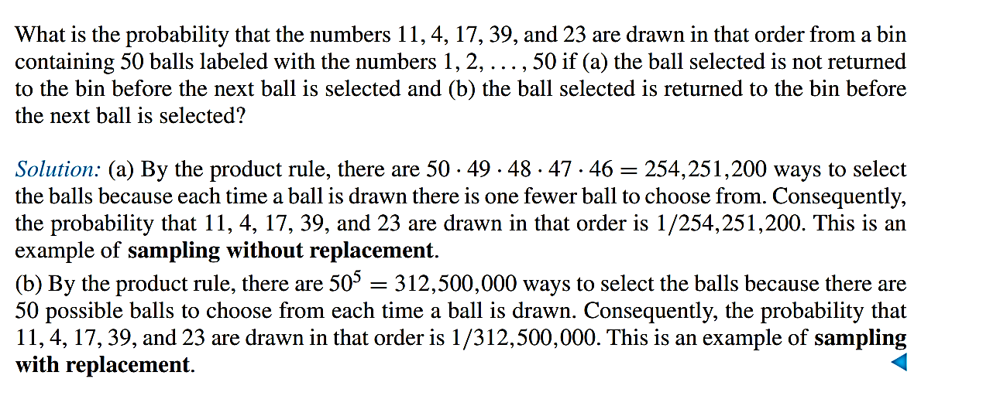 What is the probability that the numbers 11, 4, 17, 39, and 23 are drawn in that order from a bin
containing 50 balls labeled with the numbers 1, 2, . . . , 50 if (a) the ball selected is not returned
to the bin before the next ball is selected and (b) the ball selected is returned to the bin before
the next ball is selected?
Solution: (a) By the product rule, there are 50 · 49 · 48 · 47 · 46 = 254,251,200 ways to select
the balls because each time a ball is drawn there is one fewer ball to choose from. Consequently,
the probability that 11, 4, 17, 39, and 23 are drawn in that order is 1/254,251,200. This is an
example of sampling without replacement.
(b) By the product rule, there are 50⁵ = 312,500,000 ways to select the balls because there are
50 possible balls to choose from each time a ball is drawn. Consequently, the probability that
11, 4, 17, 39, and 23 are drawn in that order is 1/312,500,000. This is an example of sampling
with replacement.